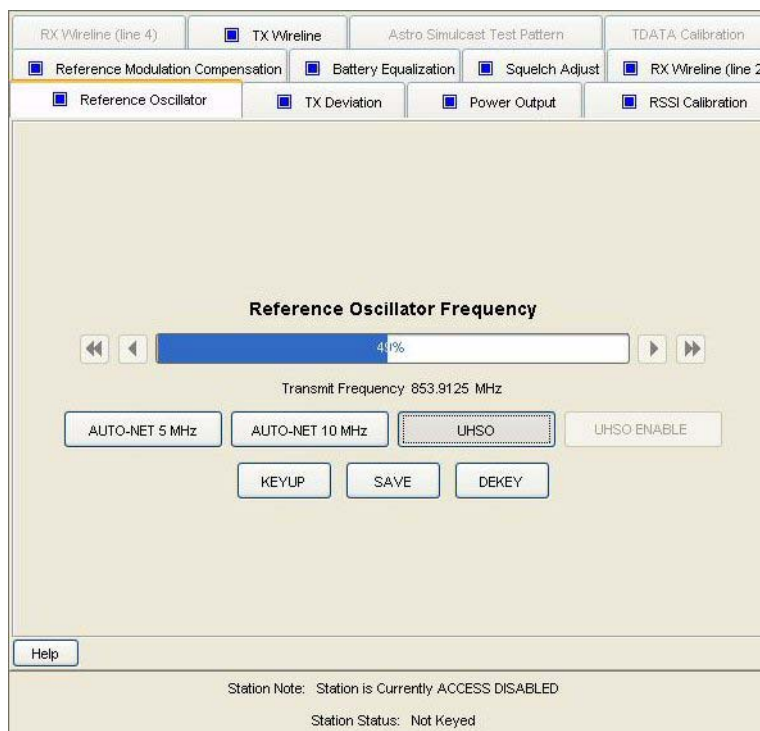 RX Wireline (line 4) TX Wireline Astro Simulcast Test Pattern TDATA Calibration
Reference Modulation Compensation Battery Equalization Squelch Adjust RX Wireline (line 2
Reference Oscillator TX Deviation Power Output RSSI Calibration
Reference Oscillator Frequency
49%
Transmit Frequency 853.9125 MHz
AUTO-NET 5 MHz AUTO-NET 10 MHz UHSO UHSO ENABLE
KEYUP SAVE DEKEY
Help
Station Note: Station is Currently ACCESS DISABLED
Station Status: Not Keyed